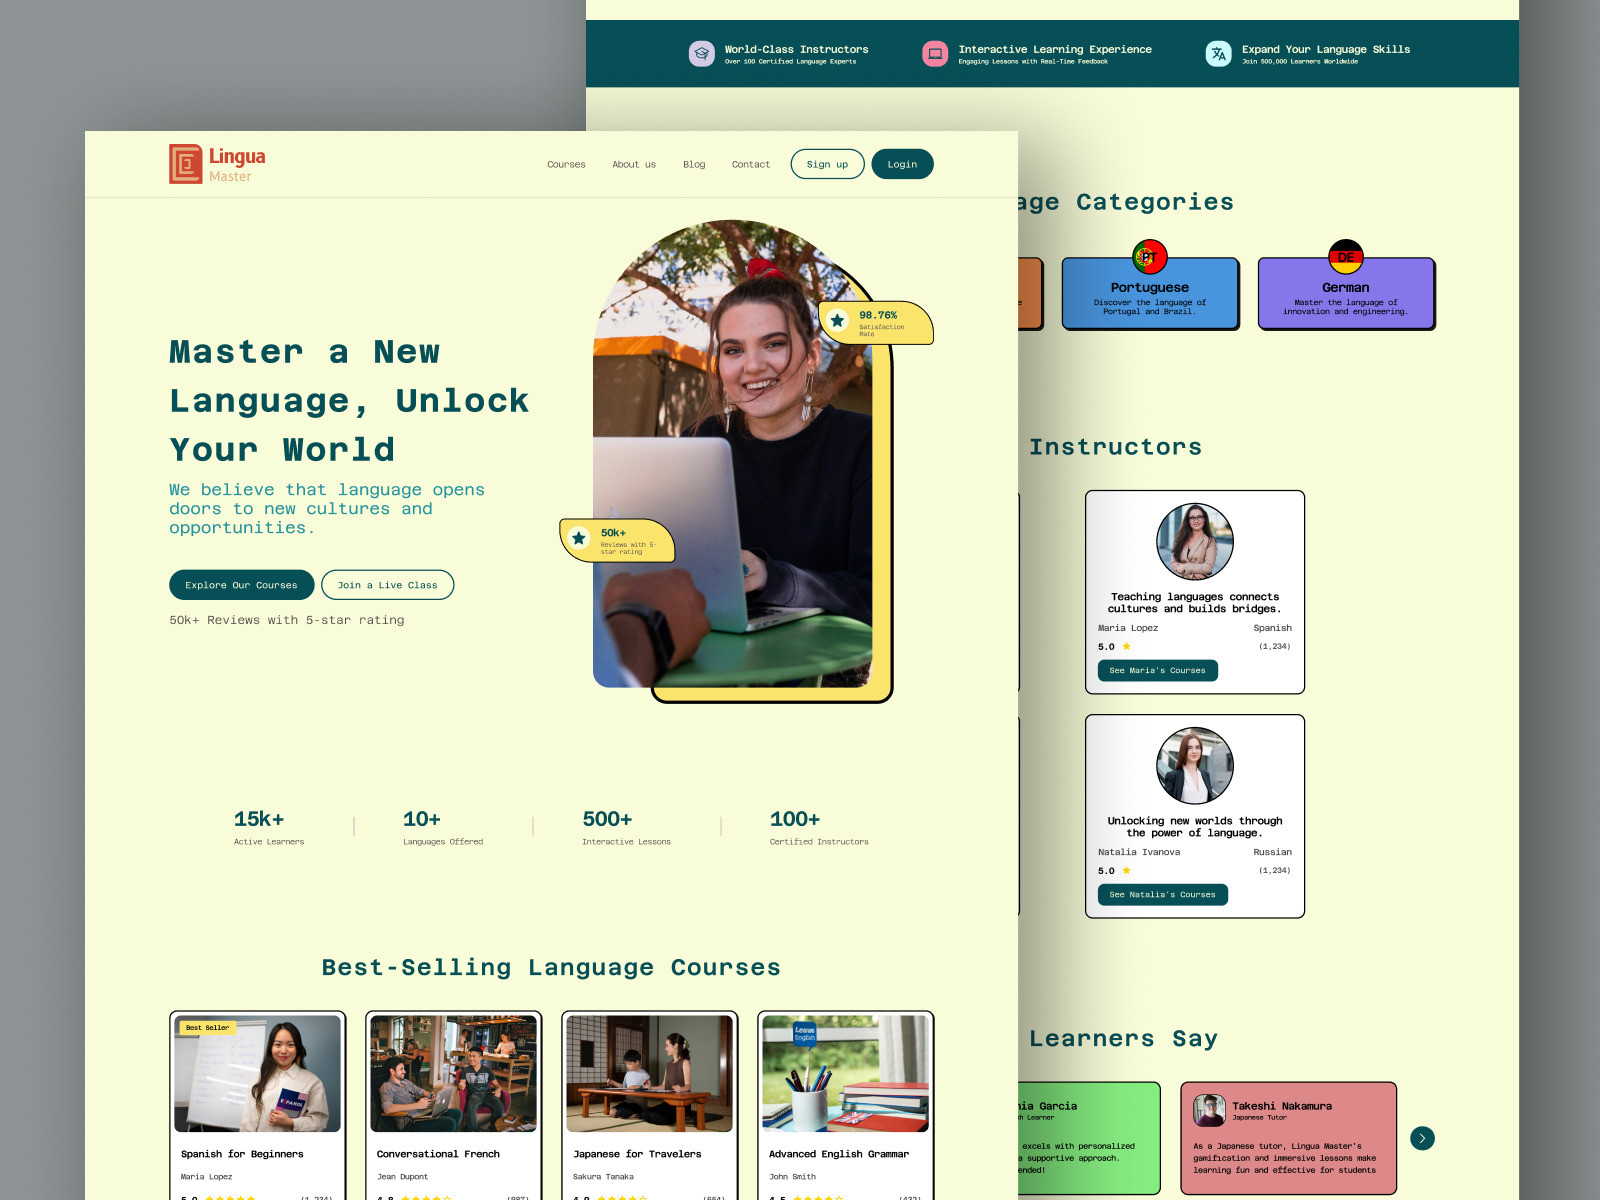 World-Class Instructors
Over 100 Certified Language Experts
Interactive Learning Experience
Engaging Lessons with Real-Time Feedback
Expand Your Language Skills
Join 500,000 Learners Worldwide
Lingua
Master
Courses
About us
Blog
Contact
Sign up
Login
Master a New
Language, Unlock
Your World
We believe that language opens
doors to new cultures and
opportunities.
Explore Our Courses
Join a Live Class
50k+ Reviews with 5-star rating
98.76%
Satisfaction
Rate
50k+
Reviews with 5-
star rating
15k+
Active Learners
10+
Languages Offered
500+
Interactive Lessons
100+
Certified Instructors
Best-Selling Language Courses
Best Seller
Spanish for Beginners
Maria Lopez
5.0
(1,234)
Conversational French
Jean Dupont
4.8
(987)
Japanese for Travelers
Sakura Tanaka
4.9
(654)
English
Advanced English Grammar
John Smith
4.5
(432)
Categories
PT
Portuguese
Discover the language of
Portugal and Brazil.
DE
German
Master the language of
innovation and engineering.
Instructors
Teaching languages connects
cultures and builds bridges.
Maria Lopez
Spanish
5.0
(1,234)
See Maria's Courses
Unlocking new worlds through
the power of language.
Natalia Ivanova
Russian
5.0
(1,234)
See Natalia's Courses
Learners Say
Garcia
Learner
excels with personalized
a supportive approach.
Takeshi Nakamura
Japanese Tutor
As a Japanese tutor, Lingua Master's
gamification and immersive lessons make
learning fun and effective for students